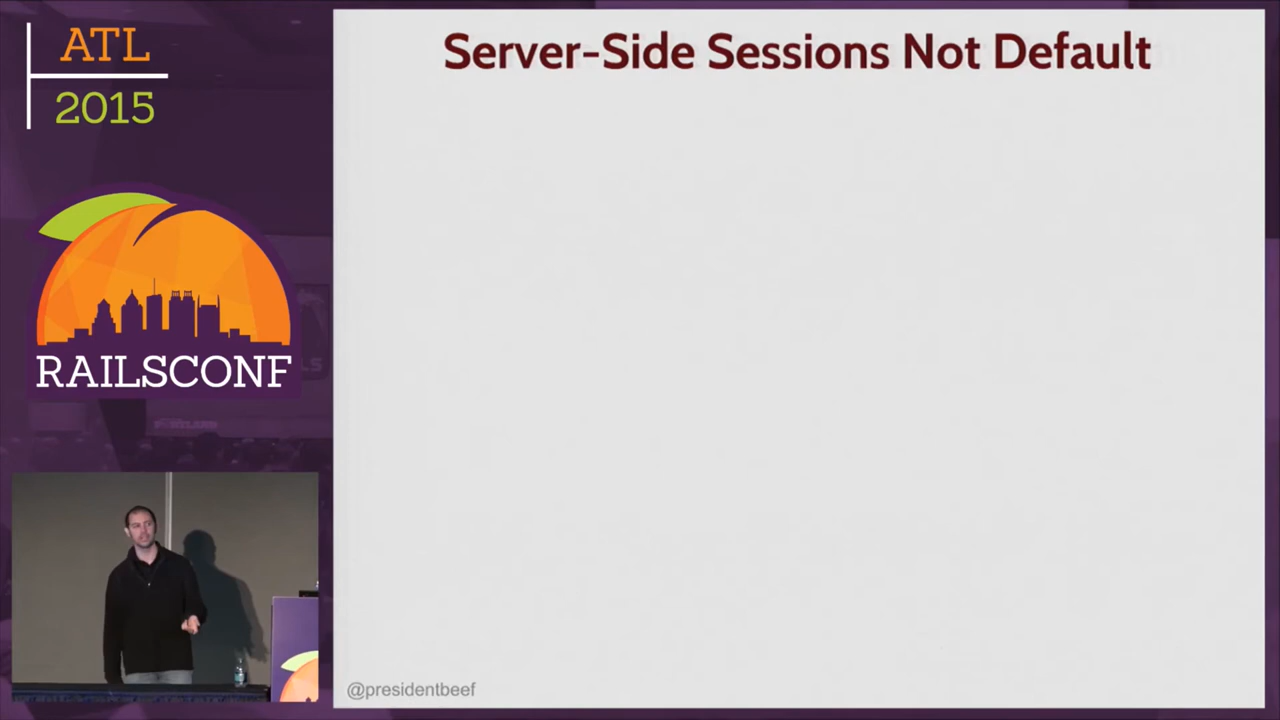 ATL
2015
RAILSCONF
Server-Side Sessions Not Default
@presidentbeef